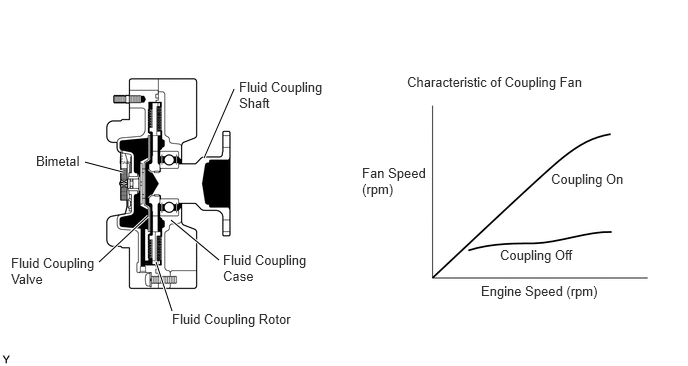 Fluid Coupling
Shaft
Bimetal
Fluid Coupling
Valve
Fluid Coupling
Case
Fluid Coupling Rotor
Characteristic of Coupling Fan
Fan Speed
(rpm)
Coupling On
Coupling Off
Engine Speed (rpm)
Y